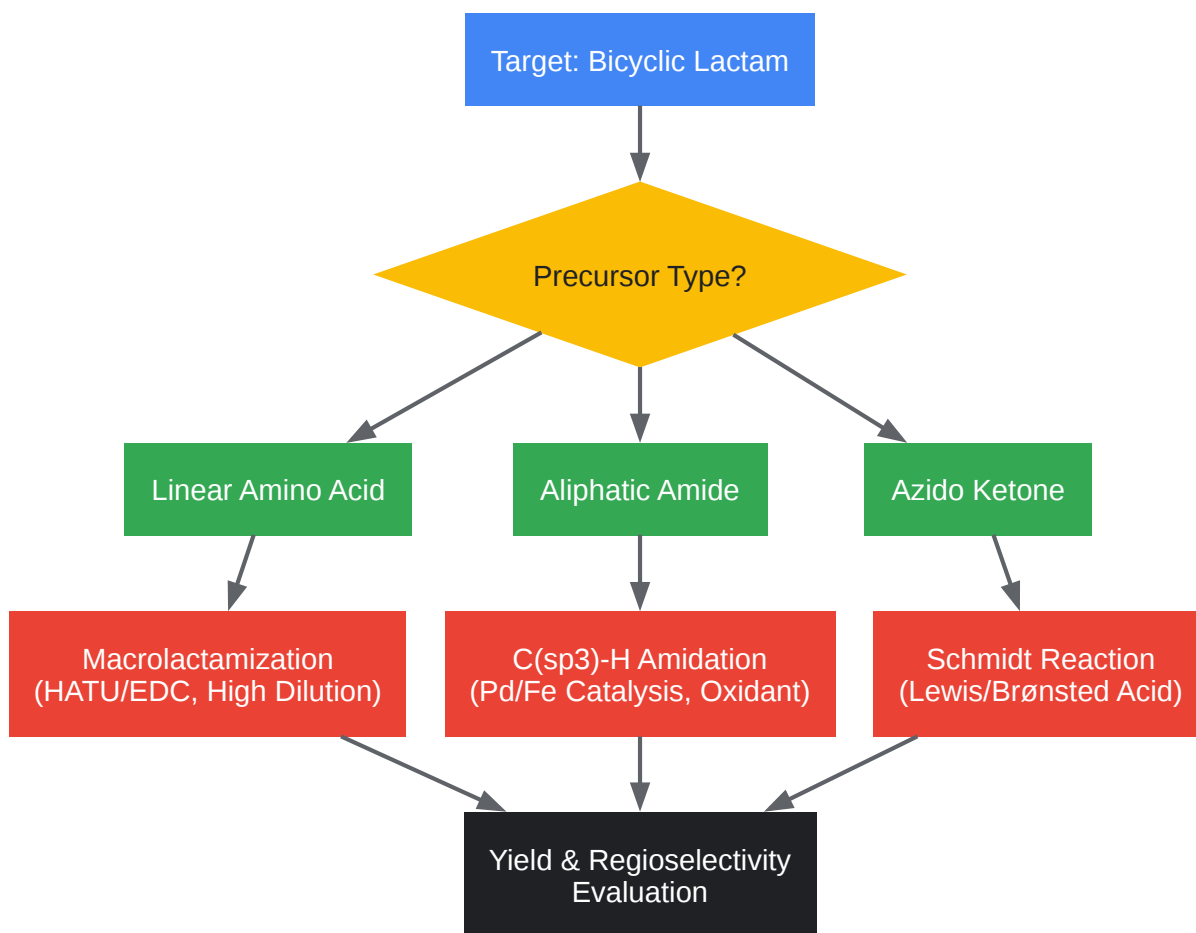 Target: Bicyclic Lactam
Precursor Type?
Linear Amino Acid
Aliphatic Amide
Azido Ketone
Macrolactamization
(HATU/EDC, High Dilution)
C(sp3)-H Amidation
(Pd/Fe Catalysis, Oxidant)
Schmidt Reaction
(Lewis/Brønsted Acid)
Yield & Regioselectivity
Evaluation